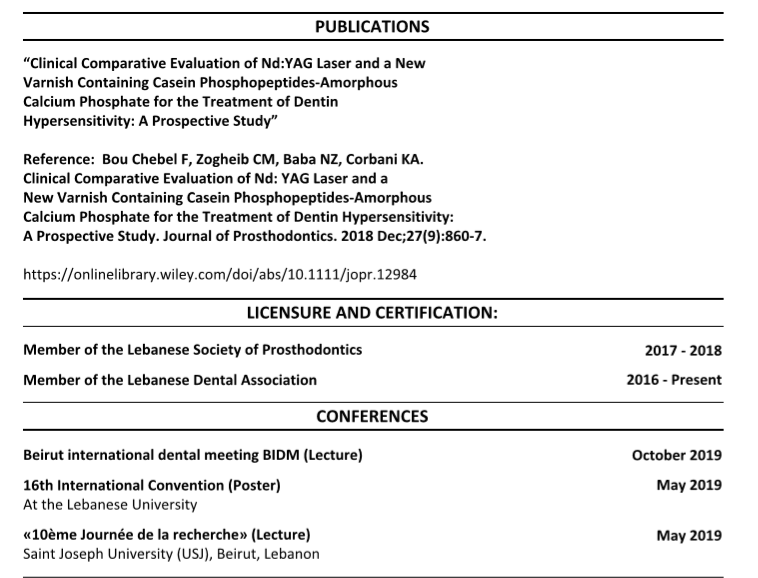 PUBLICATIONS
“Clinical Comparative Evaluation of Nd:YAG Laser and a New
Varnish Containing Casein Phosphopeptides-Amorphous
Calcium Phosphate for the Treatment of Dentin
Hypersensitivity: A Prospective Study”
Reference:  Bou Chebel F, Zogheib CM, Baba NZ, Corbani KA.
Clinical Comparative Evaluation of Nd: YAG Laser and a
New Varnish Containing Casein Phosphopeptides-Amorphous
Calcium Phosphate for the Treatment of Dentin Hypersensitivity:
A Prospective Study. Journal of Prosthodontics. 2018 Dec;27(9):860-7.
https://onlinelibrary.wiley.com/doi/abs/10.1111/jopr.12984
LICENSURE AND CERTIFICATION:
Member of the Lebanese Society of Prosthodontics 2017 - 2018
Member of the Lebanese Dental Association 2016 - Present
CONFERENCES
Beirut international dental meeting BIDM (Lecture) October 2019
16th International Convention (Poster) May 2019
At the Lebanese University
«10ème Journée de la recherche» (Lecture) May 2019
Saint Joseph University (USJ), Beirut, Lebanon